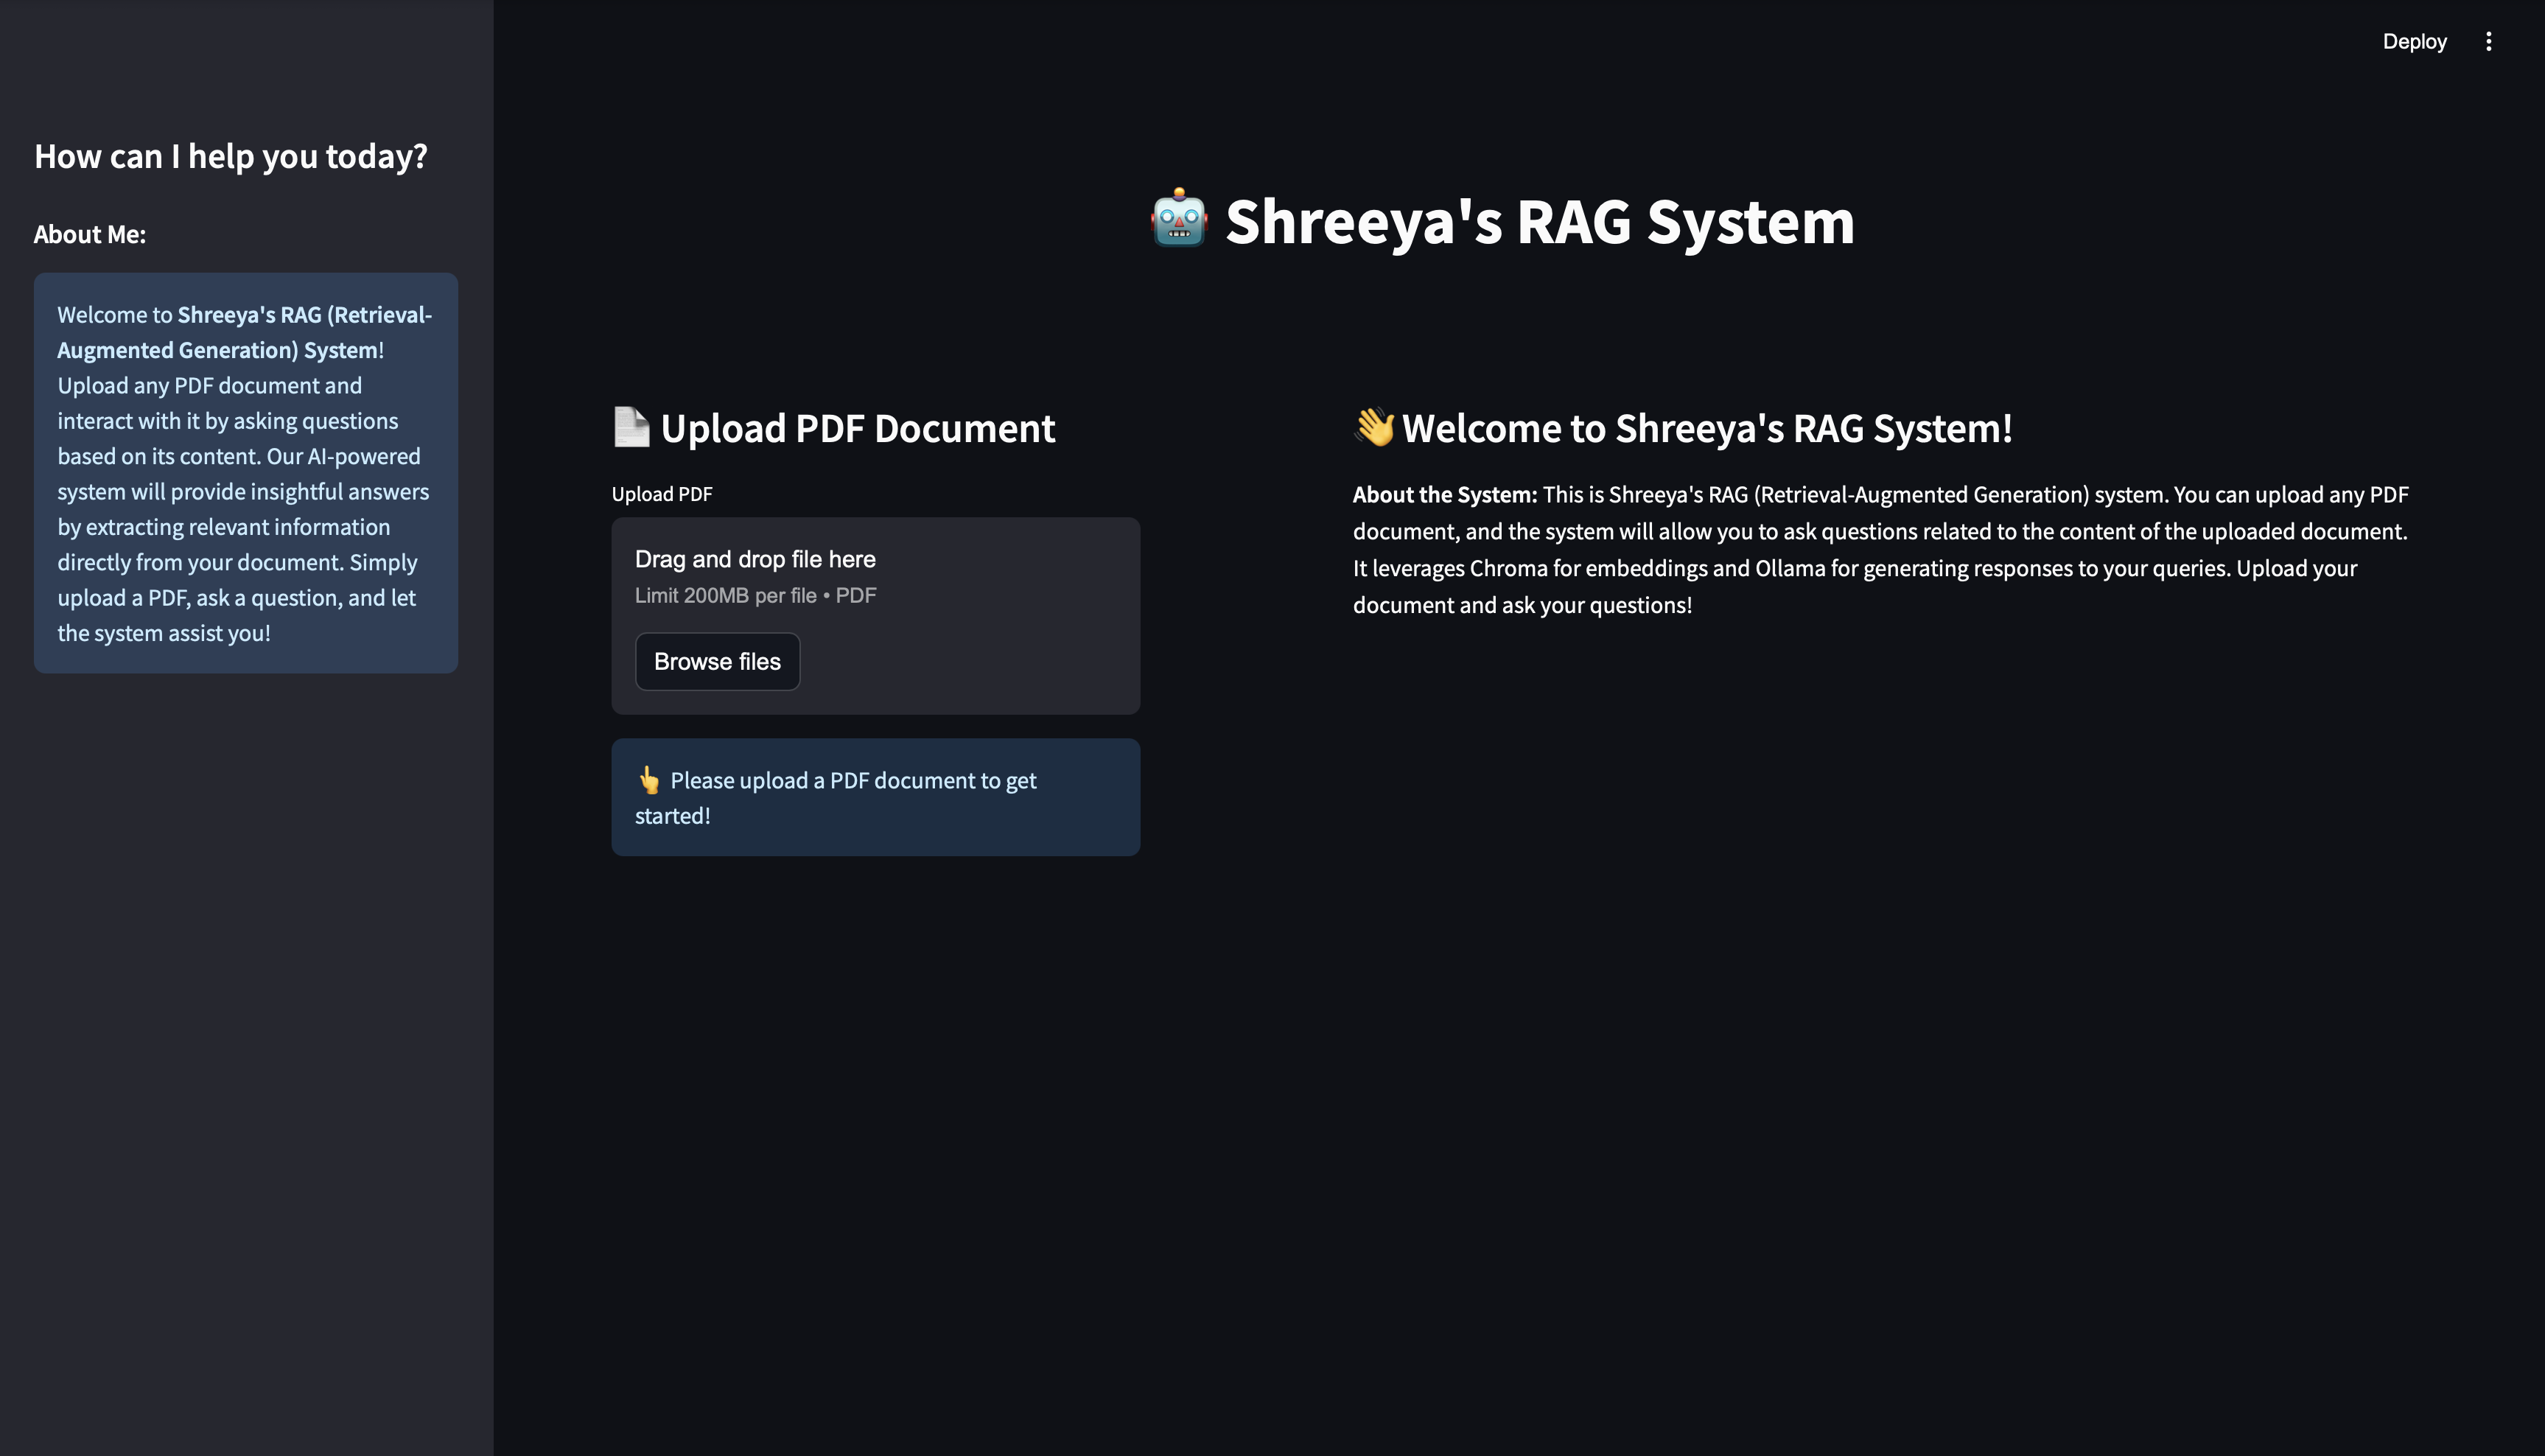 Deploy
How can I help you today?
About Me:
Welcome to Shreeya's RAG (Retrieval-
Augmented Generation) System!
Upload any PDF document and
interact with it by asking questions
based on its content. Our AI-powered
system will provide insightful answers
by extracting relevant information
directly from your document. Simply
upload a PDF, ask a question, and let
the system assist you!
🤖 Shreeya's RAG System
📄 Upload PDF Document
Upload PDF
Drag and drop file here
Limit 200MB per file • PDF
Browse files
👆 Please upload a PDF document to get
started!
👋 Welcome to Shreeya's RAG System!
About the System: This is Shreeya's RAG (Retrieval-Augmented Generation) system. You can upload any PDF
document, and the system will allow you to ask questions related to the content of the uploaded document.
It leverages Chroma for embeddings and Ollama for generating responses to your queries. Upload your
document and ask your questions!